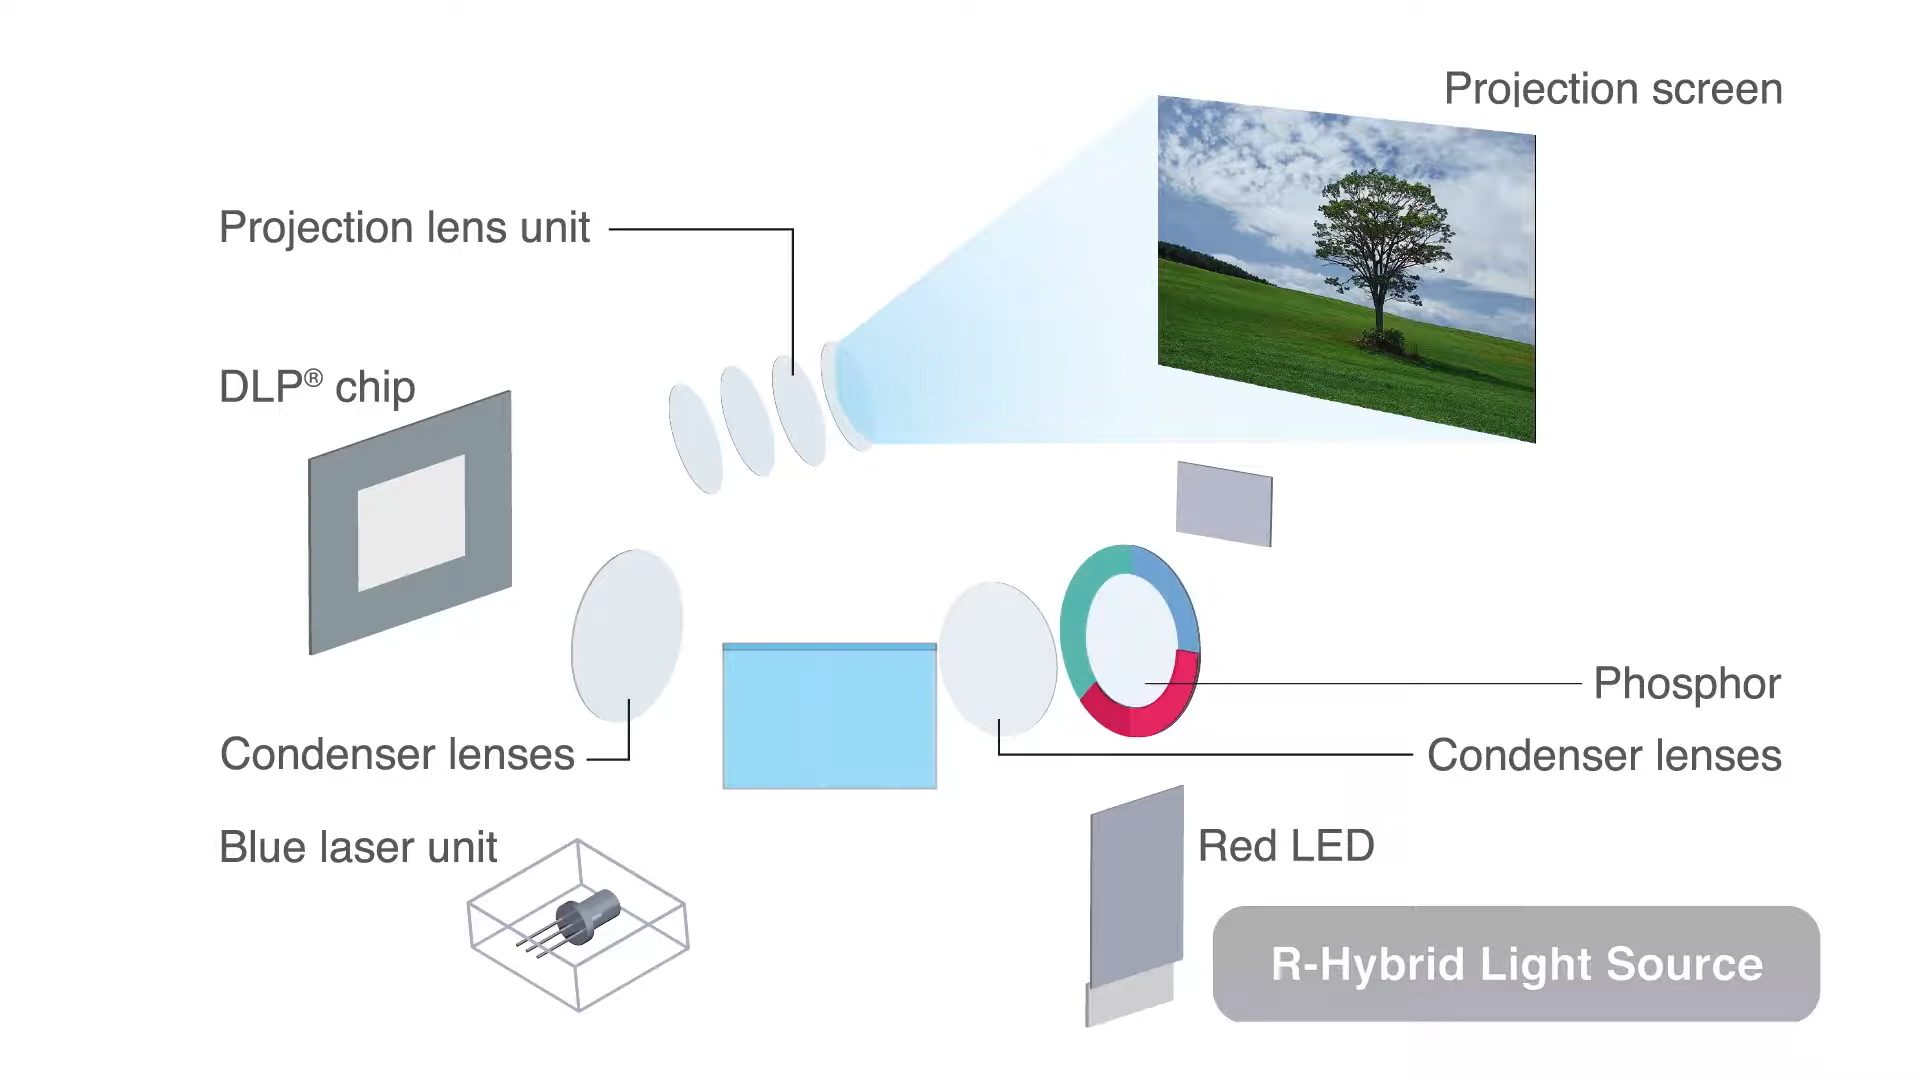 Projection screen
Projection lens unit
DLP® chip
Phosphor
Condenser lenses
Condenser lenses
Blue laser unit
Red LED
R-Hybrid Light Source